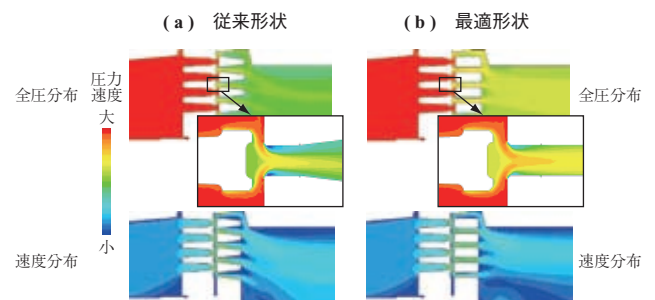 (a) 従来形状
(b) 最適形状
全圧分布
圧力
速度
大
小
全圧分布
速度分布
速度分布